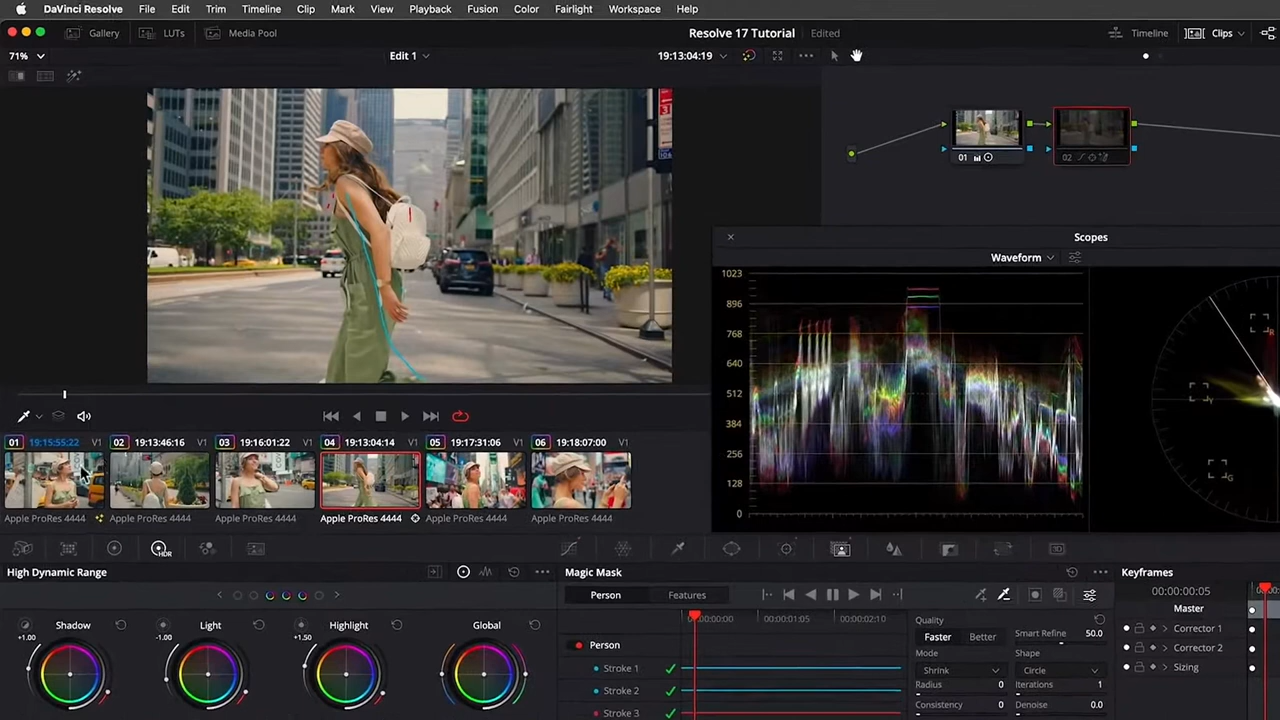 DaVinci Resolve File Edit Trim Timeline Clip Mark View Playback Fusion Color Fairlight Workspace Help
Gallery LUTs Media Pool Resolve 17 Tutorial Edited Timeline Clips
71% Edit 1 19:13:04:19
01
02
Scopes
Waveform
1023
896
768
640
512
384
256
128
0
R
Y
G
01 19:15:55:22 V1 02 19:13:46:16 V1 03 19:16:01:22 V1 04 19:13:04:14 V1 05 19:17:31:06 V1 06 19:18:07:00 V1
Apple ProRes 4444 Apple ProRes 4444 Apple ProRes 4444 Apple ProRes 4444 Apple ProRes 4444 Apple ProRes 4444
HDR
3D
High Dynamic Range
Shadow Light Highlight Global
+1.00 -1.00 +1.50
Magic Mask
Person Features
00:00:00 00:00:01:05 00:00:02:10
Person
Stroke 1
Stroke 2
Stroke 3
Quality
Faster Better Smart Refine 50.0
Mode Shape
Shrink Circle
Radius 0 Iterations 1
Consistency 0 Denoise 0.0
Keyframes
00:00:00:05
Master
Corrector 1
Corrector 2
Sizing